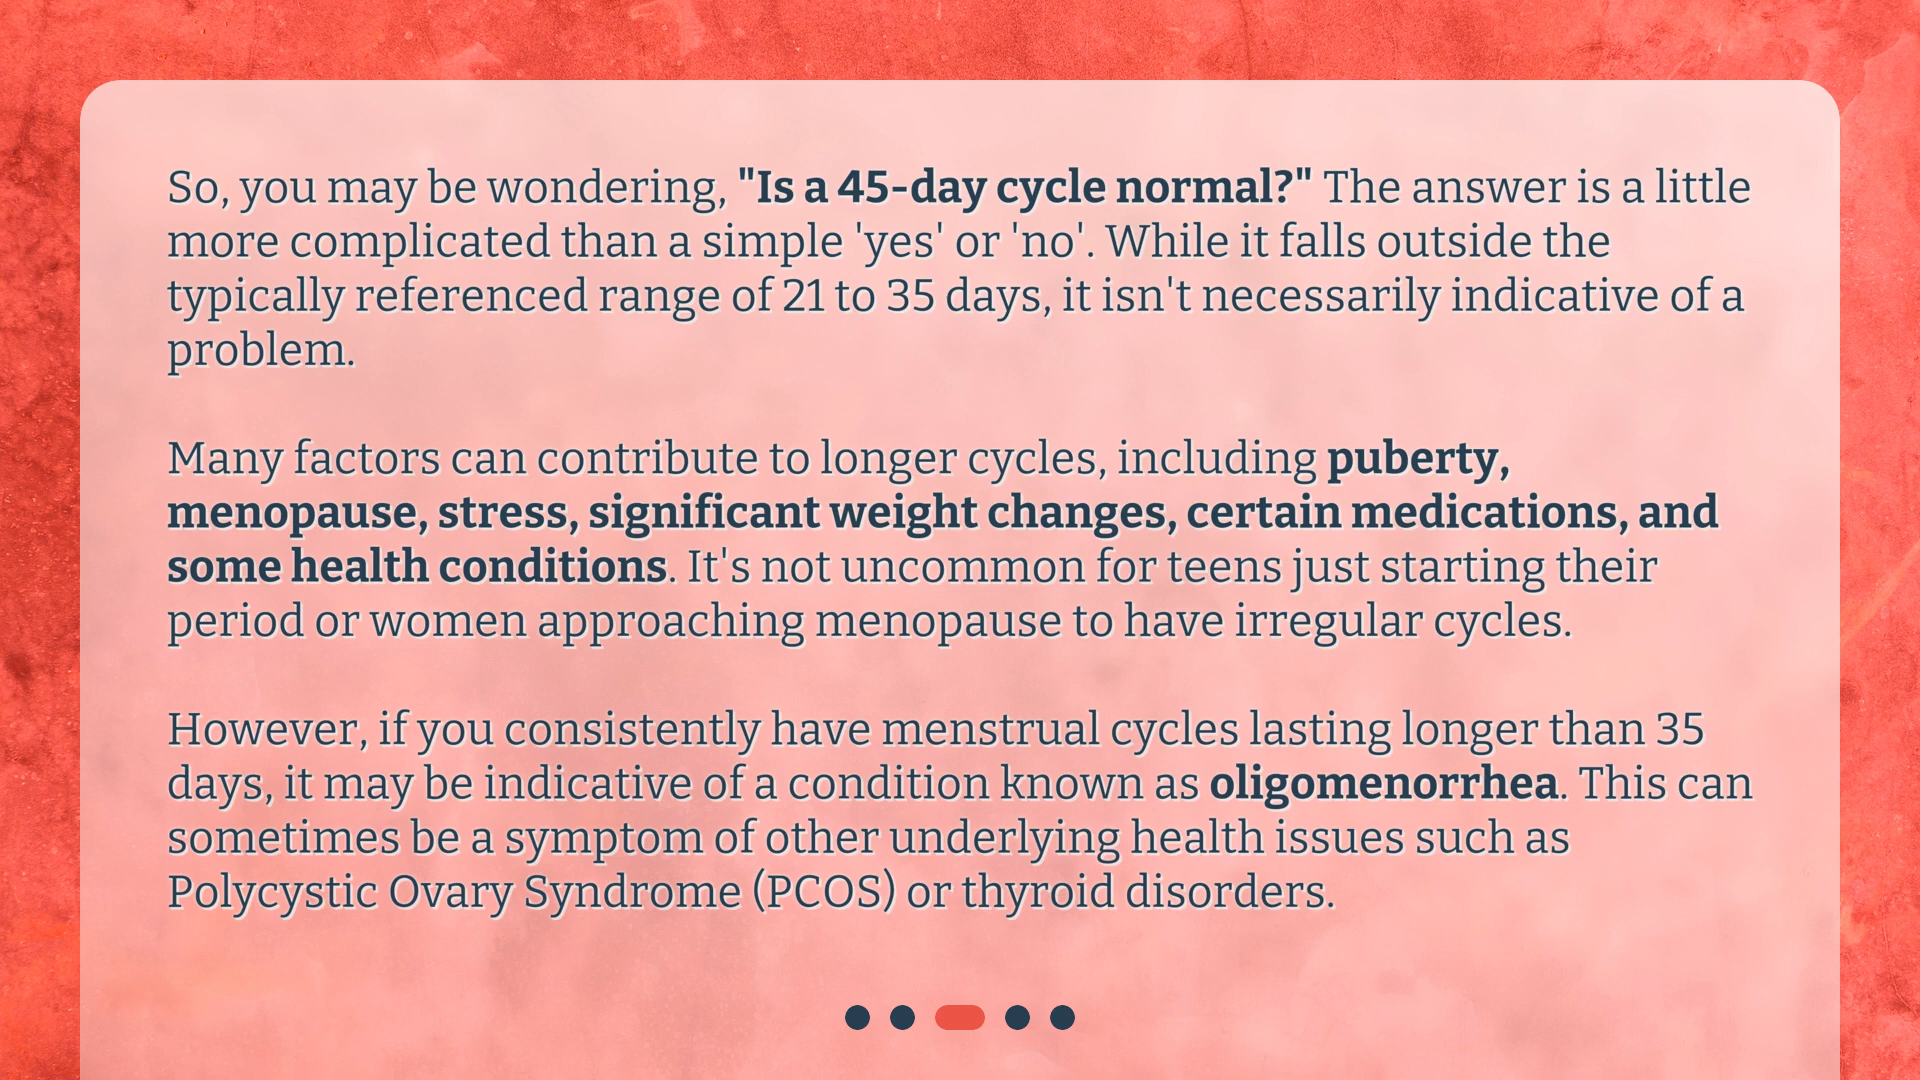 So, you may be wondering, "Is a 45-day cycle normal?" The answer is a little
more complicated than a simple 'yes' or 'no'. While it falls outside the
typically referenced range of 21 to 35 days, it isn't necessarily indicative of a
problem.
Many factors can contribute to longer cycles, including puberty,
menopause, stress, significant weight changes, certain medications, and
some health conditions. It's not uncommon for teens just starting their
period or women approaching menopause to have irregular cycles.
However, if you consistently have menstrual cycles lasting longer than 35
days, it may be indicative of a condition known as oligomenorrhea. This can
sometimes be a symptom of other underlying health issues such as
Polycystic Ovary Syndrome (PCOS) or thyroid disorders.